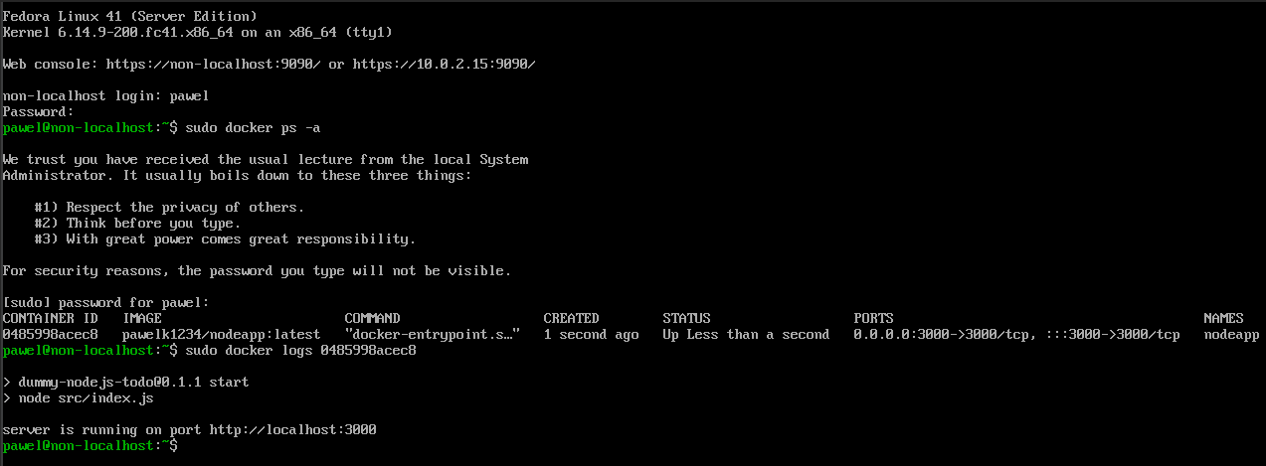 Fedora Linux 41 (Server Edition)
Kernel 6.14.9-200.fc41.x86_64 on an x86_64 (tty1)
Web console: https://non-localhost:9090/ or https://10.0.2.15:9090/
non-localhost login: pawel
Password:
pawel@non-localhost:~$ sudo docker ps -a
We trust you have received the usual lecture from the local System
Administrator. It usually boils down to these three things:
#1) Respect the privacy of others.
#2) Think before you type.
#3) With great power comes great responsibility.
For security reasons, the password you type will not be visible.
[sudo] password for pawel:
CONTAINER ID   IMAGE                       COMMAND                  CREATED        STATUS                  PORTS                                       NAMES
0485998acec8   pawelk1234/nodeapp:latest   "docker-entrypoint.s…"   1 second ago   Up Less than a second   0.0.0.0:3000->3000/tcp, :::3000->3000/tcp   nodeapp
pawel@non-localhost:~$ sudo docker logs 0485998acec8
> dummy-nodejs-todo@0.1.1 start
> node src/index.js
server is running on port http://localhost:3000
pawel@non-localhost:~$